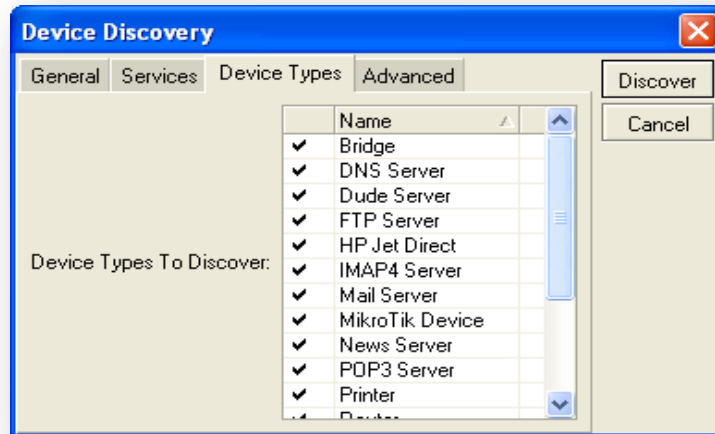 Device Discovery
General Services Device Types Advanced
Discover
Cancel
Device Types To Discover:
Name
Bridge
DNS Server
Dude Server
FTP Server
HP Jet Direct
IMAP4 Server
Mail Server
MikroTik Device
News Server
POP3 Server
Printer
Router